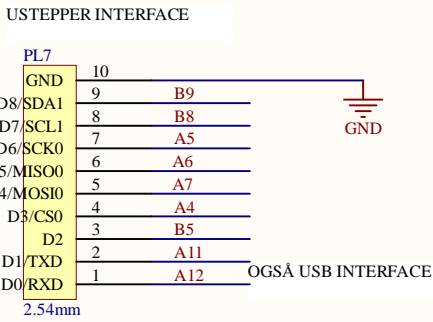 USTEPPER INTERFACE
PL7
GND 10
D8/SDA1 9 B9
D7/SCL1 8 B8
D6/SCK0 7 A5
5/MISO0 6 A6
4/MOSI0 5 A7
D3/CS0 4 A4
D2 3 B5
D1/TXD 2 A11
D0/RXD 1 A12
GND
OGSÅ USB INTERFACE
2.54mm